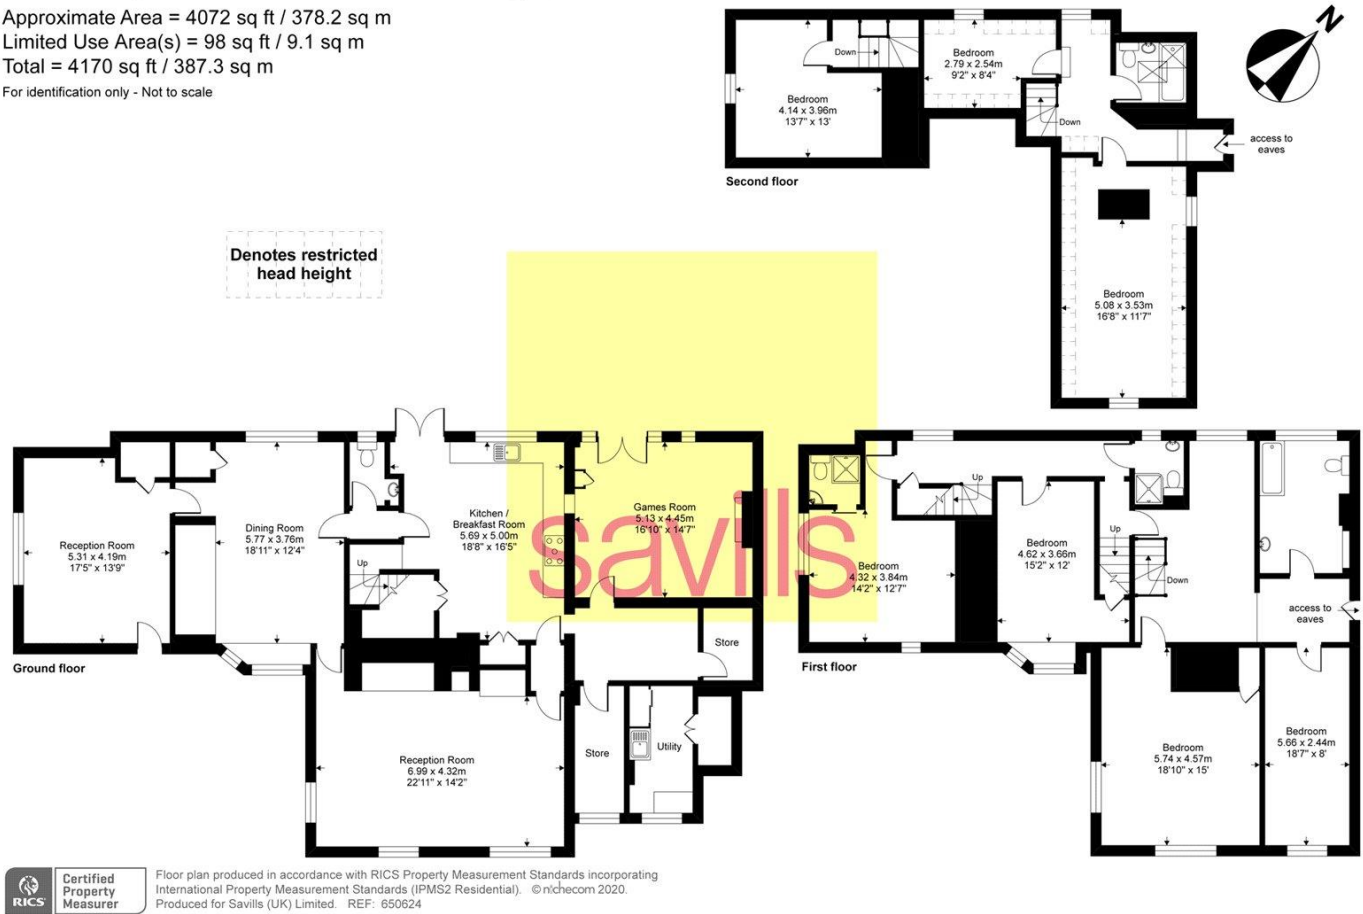 Approximate Area = 4072 sq ft / 378.2 sq m
Limited Use Area(s) = 98 sq ft / 9.1 sq m
Total = 4170 sq ft / 387.3 sq m
For identification only - Not to scale
N
Down
Bedroom
2.79 x 2.54m
9'2" x 8'4"
Bedroom
4.14 x 3.96m
13'7" x 13'
Down
access to
eaves
Second floor
Bedroom
5.08 x 3.53m
16'8" x 11'7"
Denotes restricted
head height
Reception Room
5.31 x 4.19m
17'5" x 13'9"
Dining Room
5.77 x 3.76m
18'11" x 12'4"
Up
Kitchen /
Breakfast Room
5.69 x 5.00m
18'8" x 16'5"
Games Room
5.13 x 4.45m
16'10" x 14'7"
savills
Store
Ground floor
Reception Room
6.99 x 4.32m
22'11" x 14'2"
Store
Utility
Up
Bedroom
4.32 x 3.84m
14'2" x 12'7"
Bedroom
4.62 x 3.66m
15'2" x 12'
Up
Down
access to
eaves
First floor
Bedroom
5.74 x 4.57m
18'10" x 15'
Bedroom
5.66 x 2.44m
18'7" x 8'
RICS
Certified
Property
Measurer
Floor plan produced in accordance with RICS Property Measurement Standards incorporating
International Property Measurement Standards (IPMS2 Residential). © n!checom 2020.
Produced for Savills (UK) Limited. REF: 650624